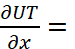 ∂UT/∂x =